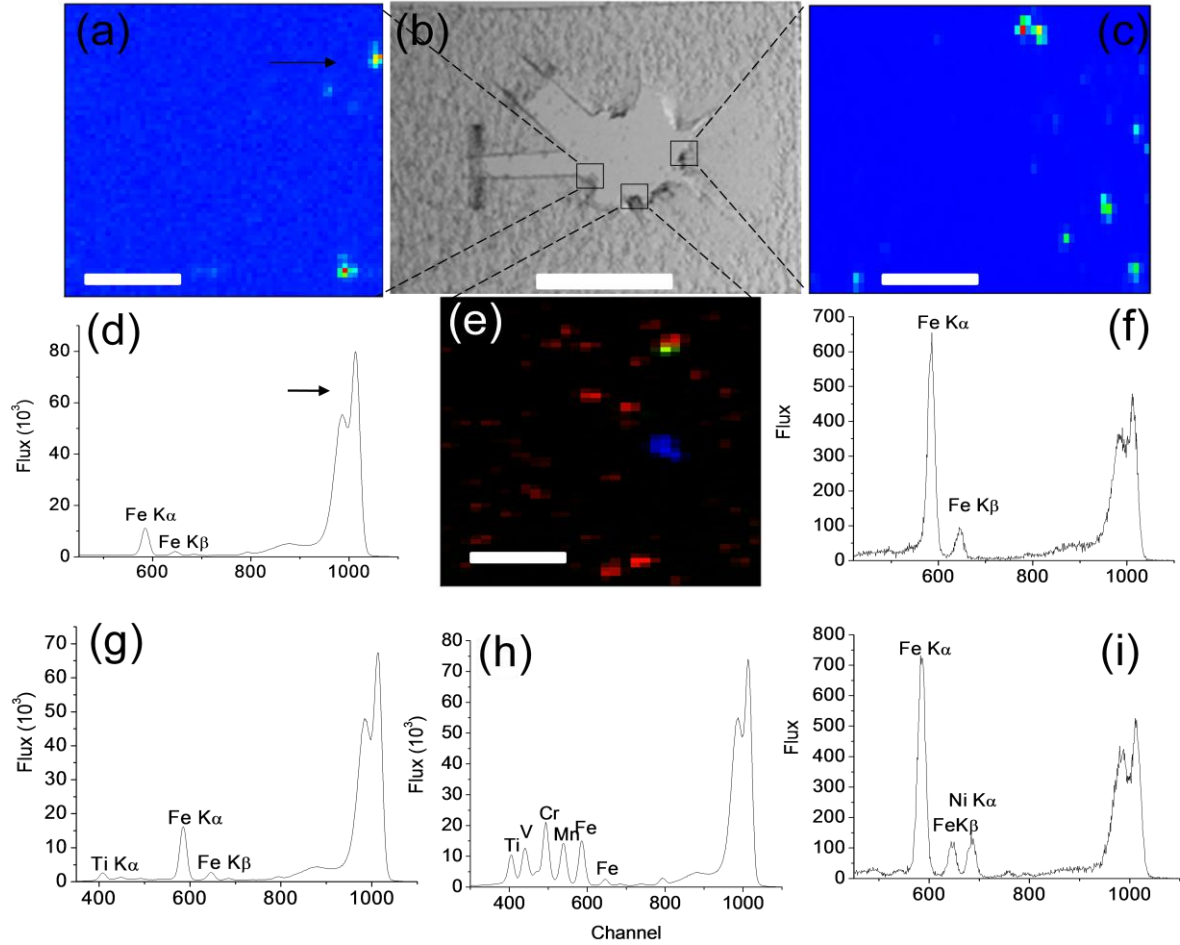 (a)
(b)
(c)
(d)
Flux (10³)
80
60
40
20
0
Fe Kα
Fe Kβ
600
800
1000
(e)
(f)
Flux
700
600
500
400
300
200
100
0
Fe Kα
Fe Kβ
600
800
1000
(g)
Flux (10³)
70
60
50
40
30
20
10
0
Ti Kα
Fe Kα
Fe Kβ
400
600
800
1000
(h)
Flux (10³)
80
70
60
50
40
30
20
10
0
Ti
V
Cr
Mn
Fe
Fe
400 500 600 700 800 900 1000
Channel
(i)
Flux
800
700
600
500
400
300
200
100
0
Fe Kα
FeKβ
Ni Kα
600
800
1000